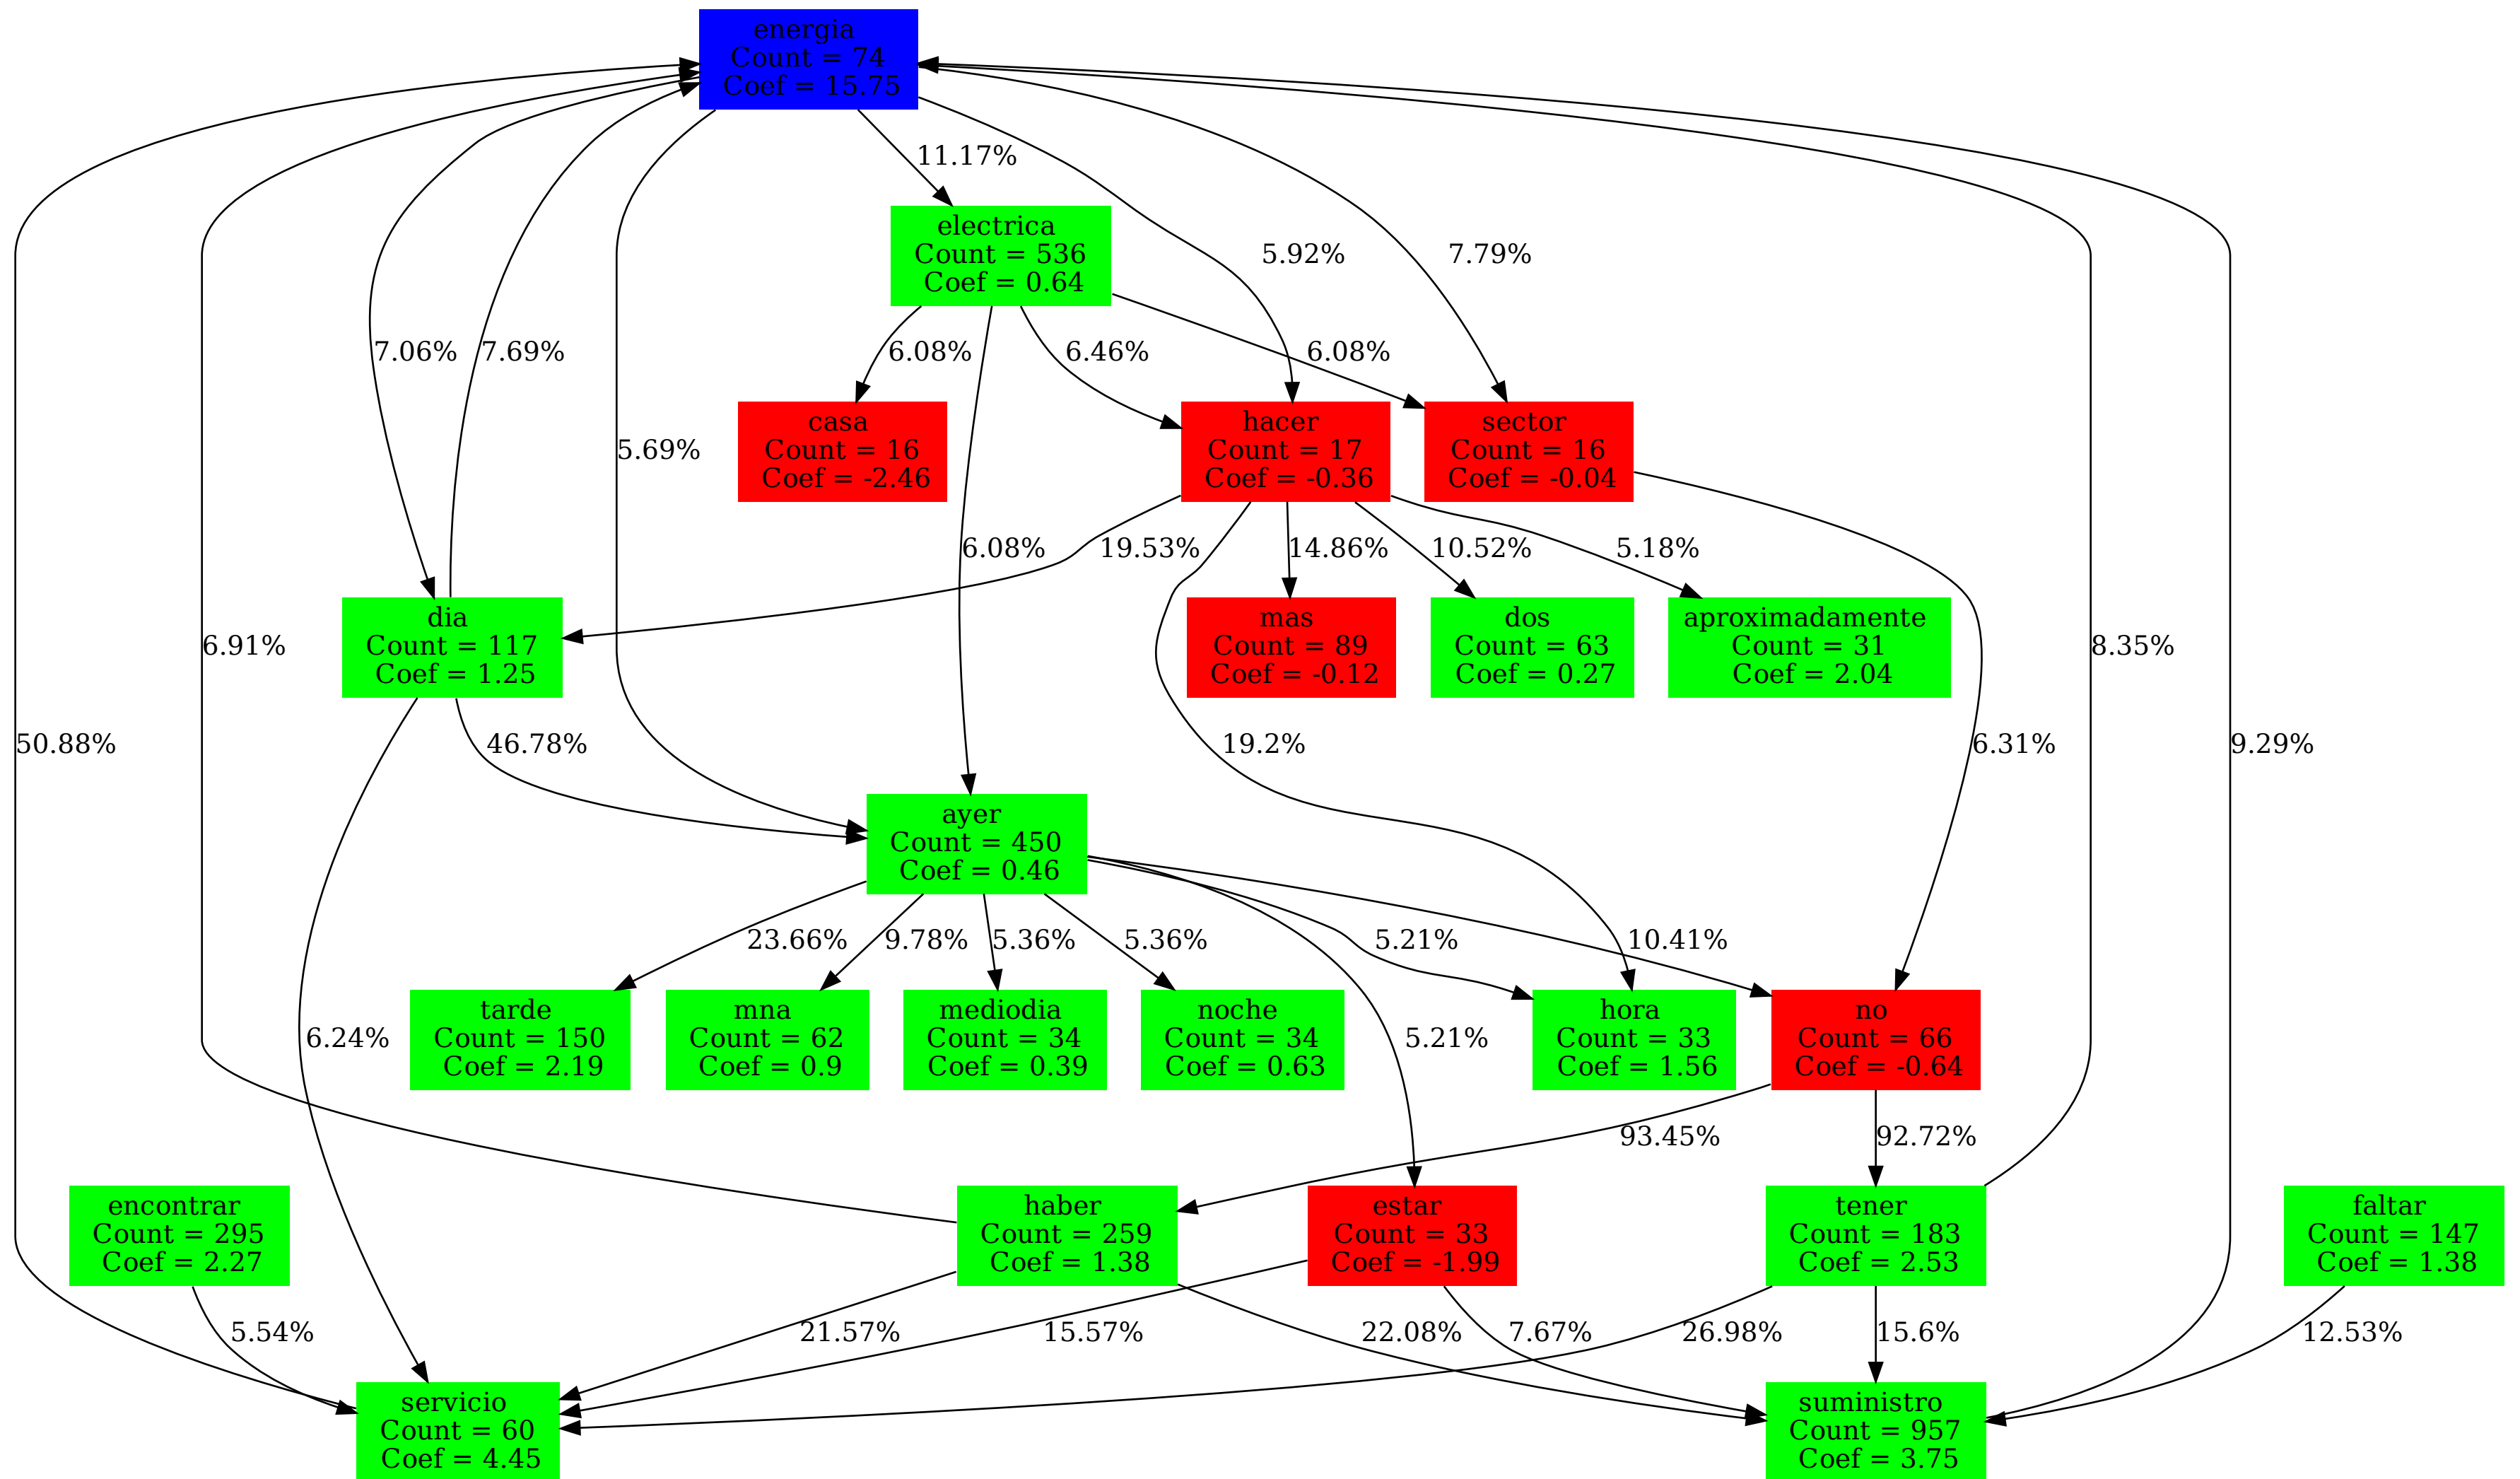 energia
Count = 74
Coef = 15.75
11.17%
electrica
Count = 536
Coef = 0.64
5.92%
7.79%
7.06%
7.69%
6.08%
6.46%
6.08%
casa
Count = 16
Coef = -2.46
hacer
Count = 17
Coef = -0.36
sector
Count = 16
Coef = -0.04
5.69%
6.08%
19.53%
14.86%
10.52%
5.18%
dia
Count = 117
Coef = 1.25
mas
Count = 89
Coef = -0.12
dos
Count = 63
Coef = 0.27
aproximadamente
Count = 31
Coef = 2.04
6.91%
8.35%
50.88%
46.78%
19.2%
6.31%
9.29%
ayer
Count = 450
Coef = 0.46
23.66%
9.78%
5.36%
5.36%
5.21%
10.41%
tarde
Count = 150
Coef = 2.19
mna
Count = 62
Coef = 0.9
mediodia
Count = 34
Coef = 0.39
noche
Count = 34
Coef = 0.63
hora
Count = 33
Coef = 1.56
no
Count = 66
Coef = -0.64
6.24%
5.21%
93.45%
92.72%
encontrar
Count = 295
Coef = 2.27
haber
Count = 259
Coef = 1.38
estar
Count = 33
Coef = -1.99
tener
Count = 183
Coef = 2.53
faltar
Count = 147
Coef = 1.38
5.54%
21.57%
15.57%
22.08%
7.67%
26.98%
15.6%
12.53%
servicio
Count = 60
Coef = 4.45
suministro
Count = 957
Coef = 3.75